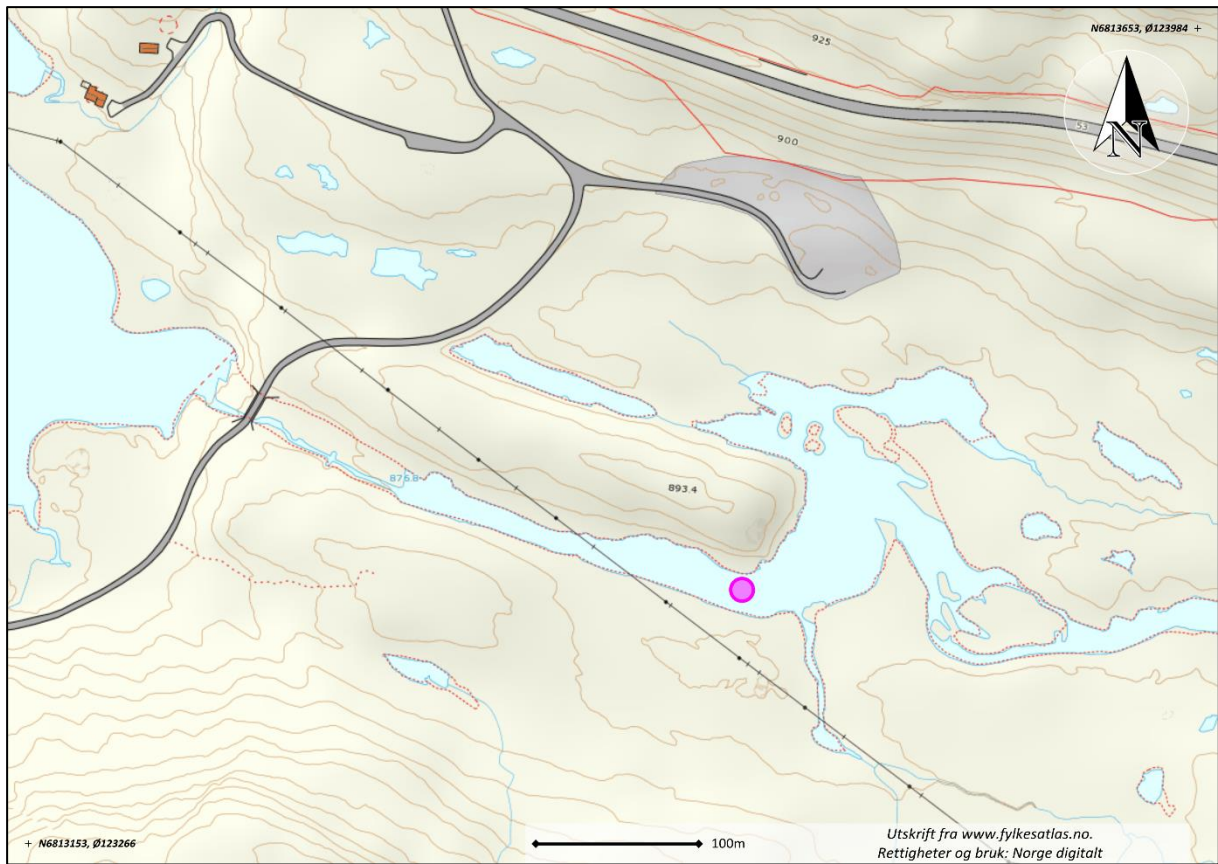 N6813653, Ø123984 +
925
53
N
900
876.8
893.4
+ N6813153, Ø123266
100m
Utskrift fra www.fylkesatlas.no.
Rettigheter og bruk: Norge digitalt